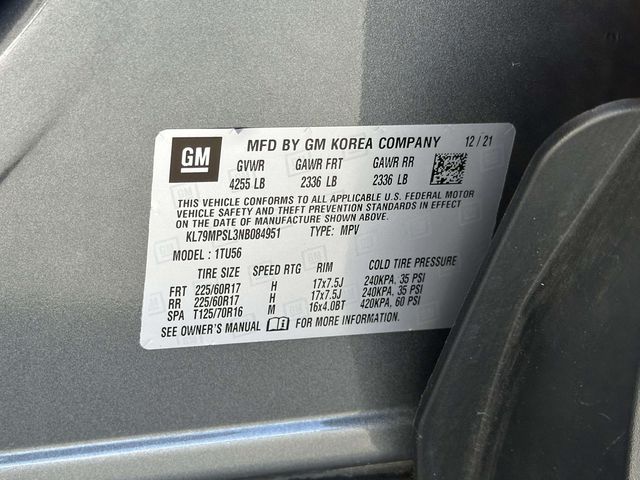 GM
MFD BY GM KOREA COMPANY 12 / 21
GVWR GAWR FRT GAWR RR
4255 LB 2336 LB 2336 LB
THIS VEHICLE CONFORMS TO ALL APPLICABLE U.S. FEDERAL MOTOR
VEHICLE SAFETY AND THEFT PREVENTION STANDARDS IN EFFECT
ON THE DATE OF MANUFACTURE SHOWN ABOVE.
KL79MPSL3NB084951 TYPE: MPV
MODEL : 1TU56
TIRE SIZE SPEED RTG RIM COLD TIRE PRESSURE
FRT 225/60R17 H 17x7.5J 240KPA, 35 PSI
RR 225/60R17 H 17x7.5J 240KPA, 35 PSI
SPA T125/70R16 M 16x4.0BT 420KPA, 60 PSI
SEE OWNER'S MANUAL FOR MORE INFORMATION.